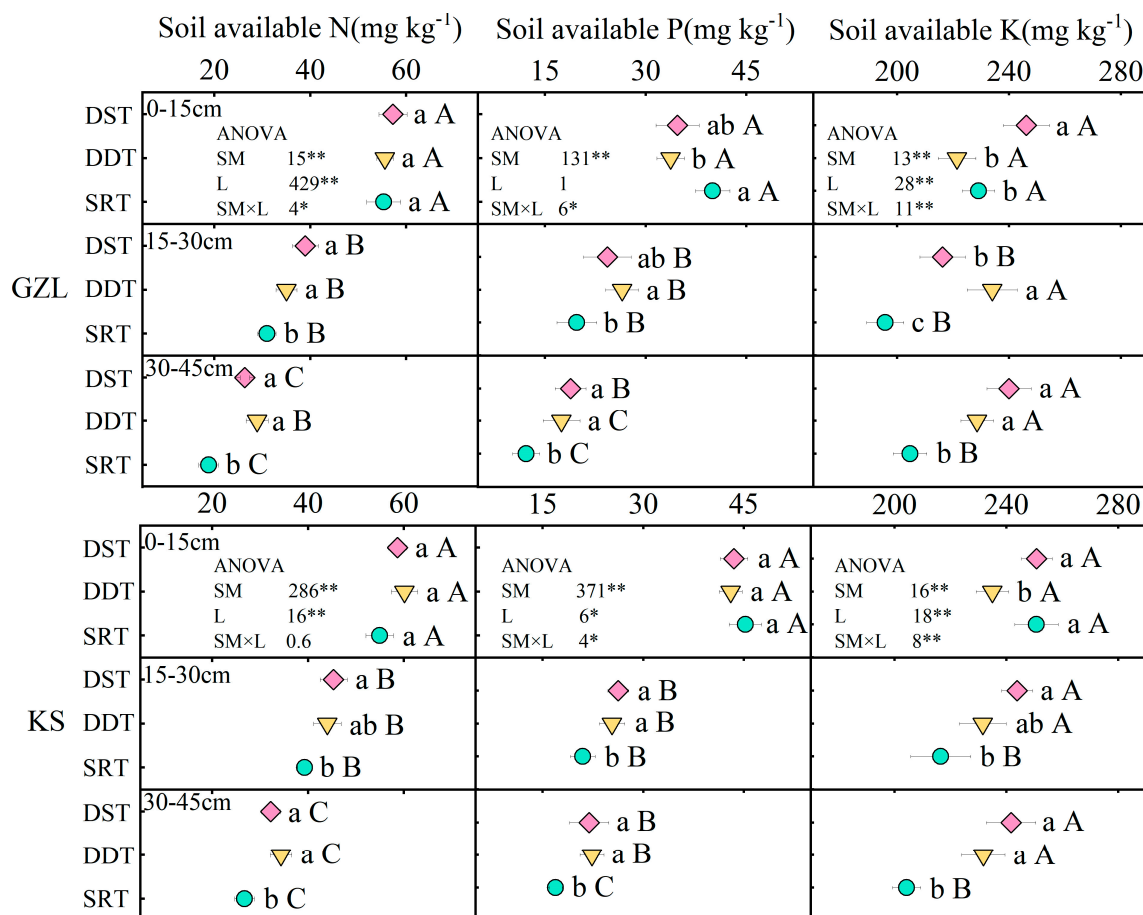 Soil available N(mg kg⁻¹) Soil available P(mg kg⁻¹) Soil available K(mg kg⁻¹)
20 40 60 15 30 45 200 240 280
GZL
0-15cm
DST a A ab A a A
ANOVA ANOVA ANOVA
DDT SM 15** a A SM 131** b A SM 13** b A
L 429** L 1 L 28**
SRT SM×L 4* a A SM×L 6* a A SM×L 11** b A
15-30cm
DST a B ab B b B
DDT a B a B a A
SRT b B b B c B
30-45cm
DST a C a B a A
DDT a B a C a A
SRT b C b C b B
20 40 60 15 30 45 200 240 280
KS
0-15cm
DST a A a A a A
ANOVA ANOVA ANOVA
DDT SM 286** a A SM 371** a A SM 16** b A
L 16** L 6* L 18**
SRT SM×L 0.6 a A SM×L 4* a A SM×L 8** a A
15-30cm
DST a B a B a A
DDT ab B a B ab A
SRT b B b B b B
30-45cm
DST a C a B a A
DDT a C a B a A
SRT b C b C b B